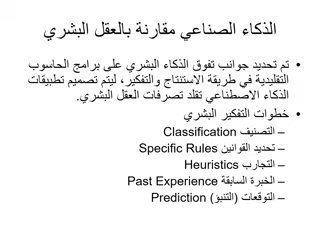 الذكاء الصناعي مقارنة بالعقل البشري
• تم تحديد جوانب تفوق الذكاء البشري على برامج الحاسوب
التقليدية في طريقة الاستنتاج والتفكير، ليتم تصميم تطبيقات
الذكاء الاصطناعي تقلد تصرفات العقل البشري.
• خطوات التفكير البشري
– التصنيف Classification
– تحديد القوانين Specific Rules
– التجارب Heuristics
– الخبرة السابقة Past Experience
– التوقعات (التنبؤ) Prediction